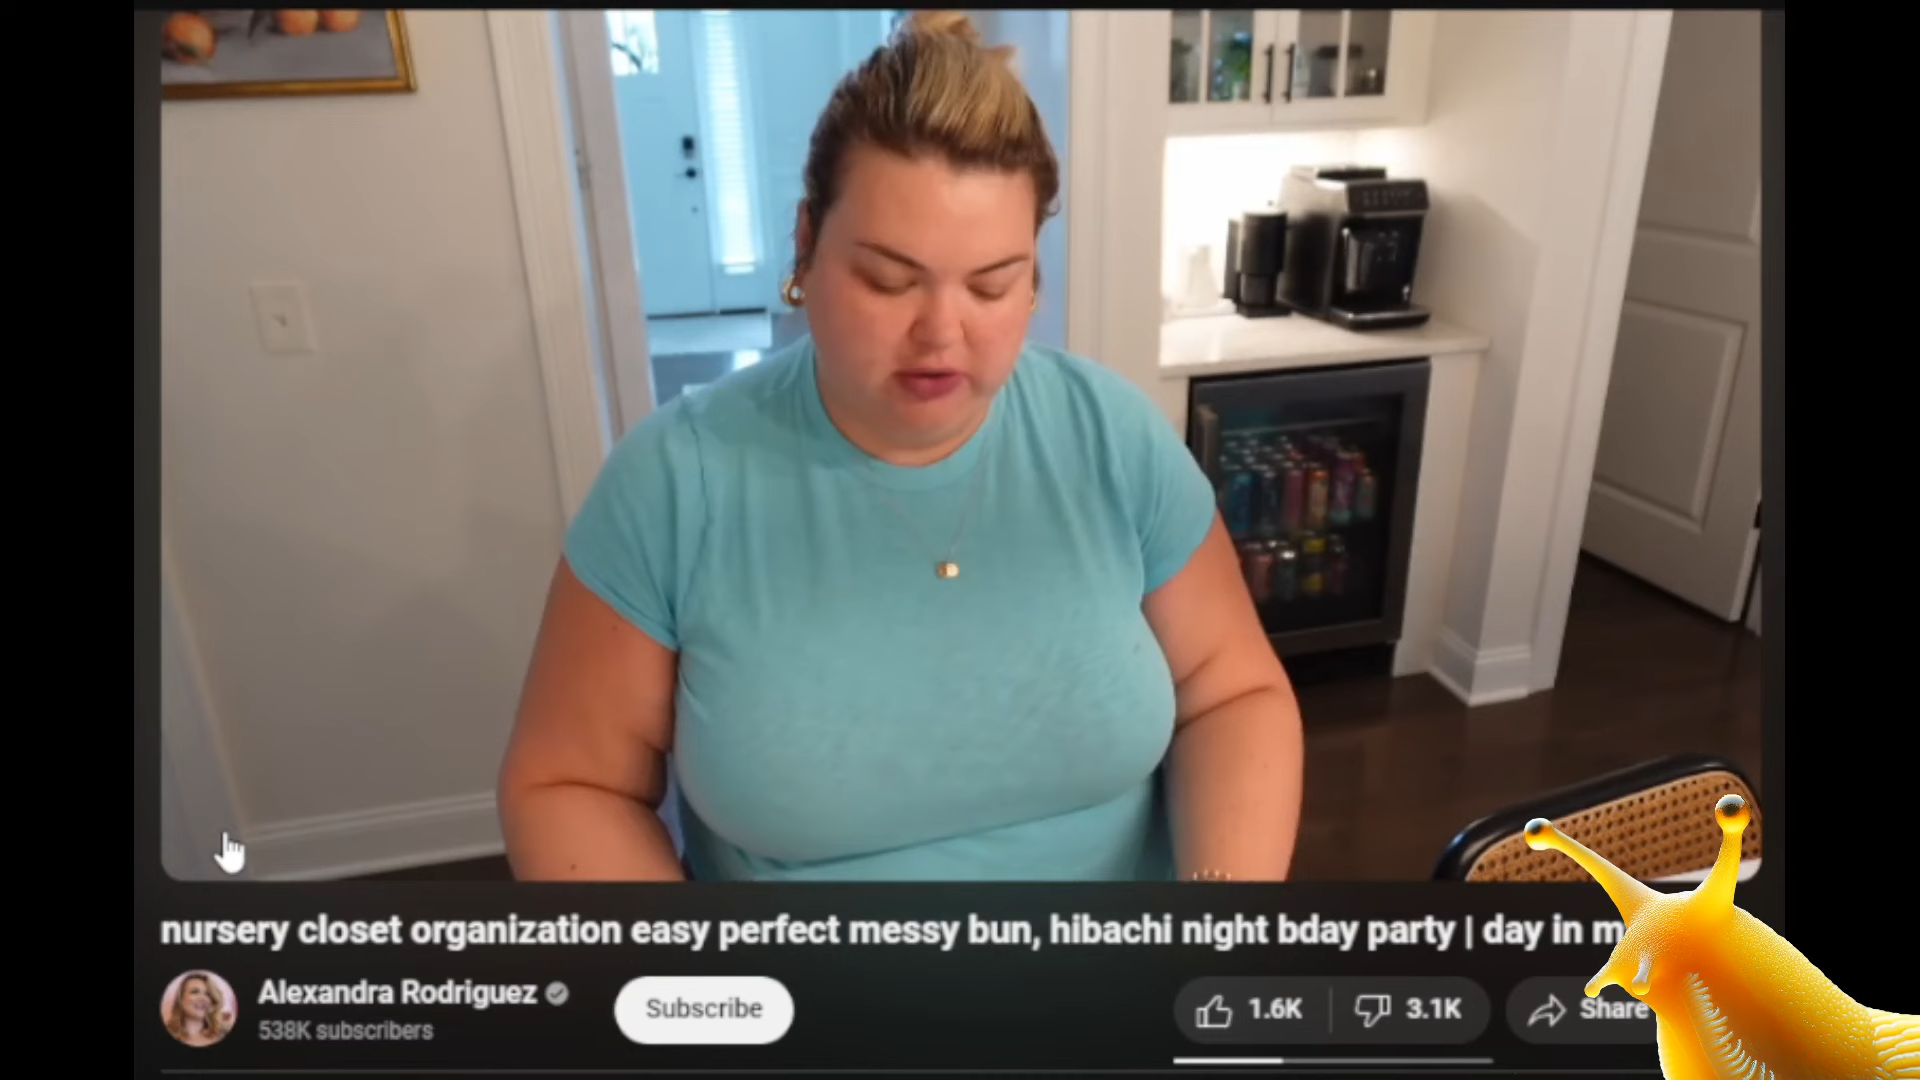 nursery closet organization easy perfect messy bun, hibachi night bday party | day in m
Alexandra Rodriguez
538K subscribers
Subscribe
1.6K
3.1K
Share